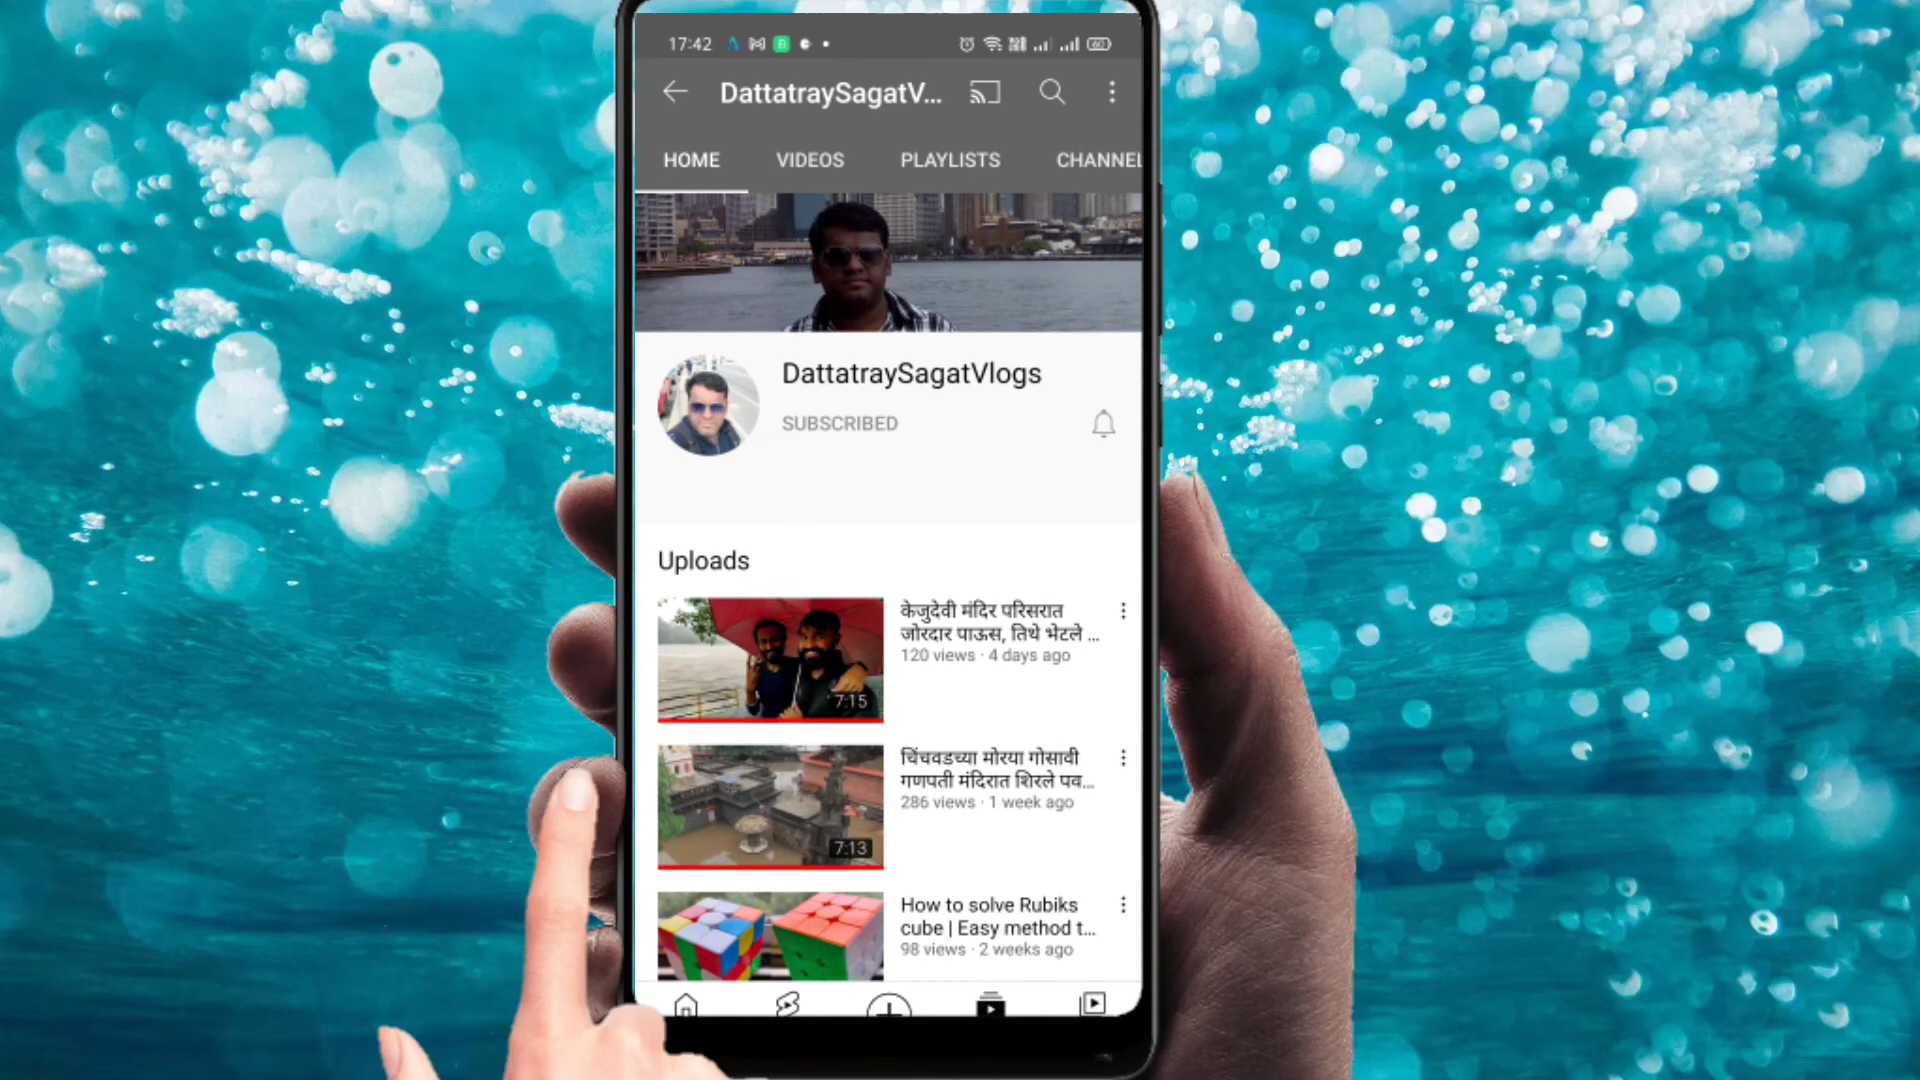 17:42
DattatraySagatV...
HOME VIDEOS PLAYLISTS CHANNEL
DattatraySagatVlogs
SUBSCRIBED
Uploads
केजुदेवी मंदिर परिसरात
जोरदार पाऊस, तिथे भेटले ...
120 views · 4 days ago
7:15
चिंचवडच्या मोरया गोसावी
गणपती मंदिरात शिरले पव...
286 views · 1 week ago
7:13
How to solve Rubiks
cube | Easy method t...
98 views · 2 weeks ago